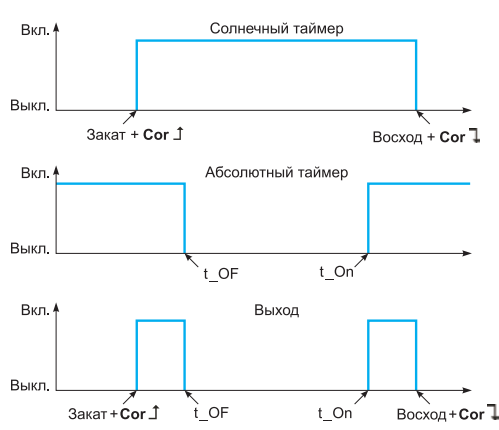 Солнечный таймер
Вкл.
Выкл.
Закат + Cor
Восход + Cor
Абсолютный таймер
Вкл.
Выкл.
t_OF
t_On
Выход
Вкл.
Выкл.
Закат + Cor
t_OF
t_On
Восход + Cor